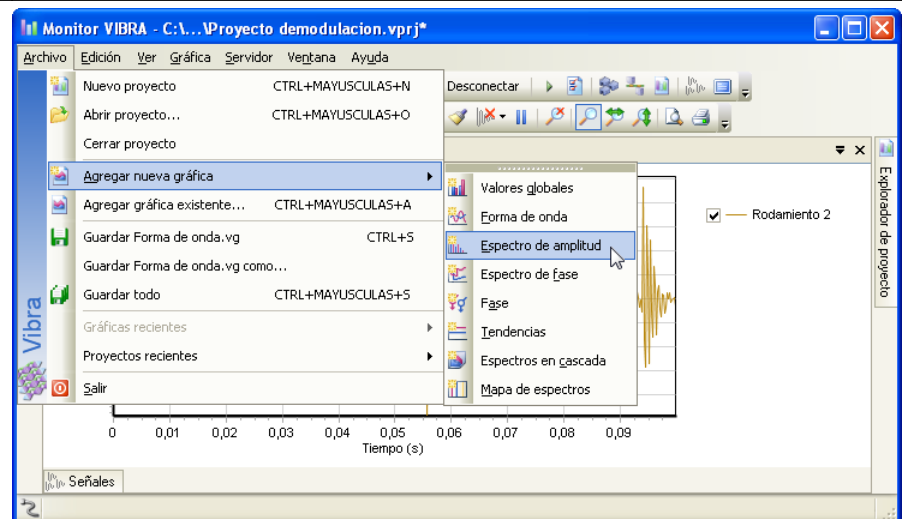 Monitor VIBRA - C:\...\Proyecto demodulacion.vprj*
Archivo Edición Ver Gráfica Servidor Ventana Ayuda
Nuevo proyecto CTRL+MAYUSCULAS+N
Desconectar
Abrir proyecto... CTRL+MAYUSCULAS+O
Cerrar proyecto
Agregar nueva gráfica
Agregar gráfica existente... CTRL+MAYUSCULAS+A
Guardar Forma de onda.vg CTRL+S
Guardar Forma de onda.vg como...
Guardar todo CTRL+MAYUSCULAS+S
Gráficas recientes
Proyectos recientes
Salir
Vibra
Valores globales
Forma de onda
Espectro de amplitud
Espectro de fase
Fase
Tendencias
Espectros en cascada
Mapa de espectros
Rodamiento 2
Explorador de proyecto
0 0,01 0,02 0,03 0,04 0,05 0,06 0,07 0,08 0,09
Tiempo (s)
Señales